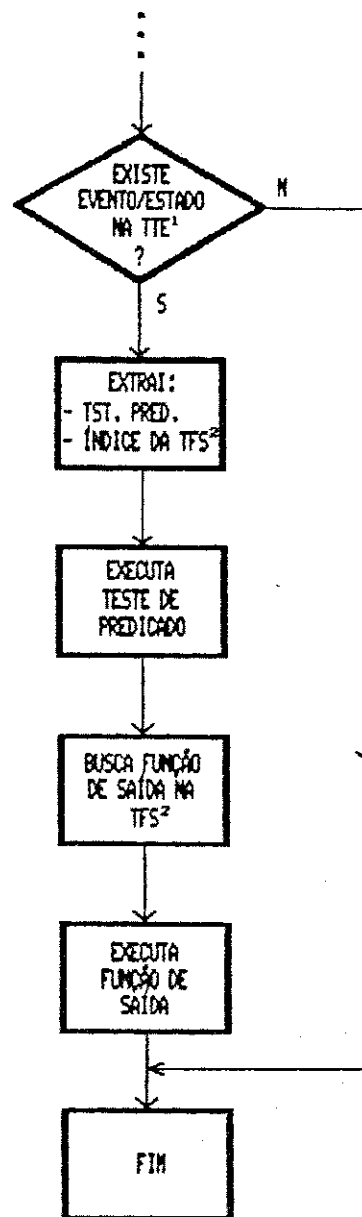 EXISTE
EVENTO/ESTADO
NA TTE¹
?
N
S
EXTRAI:
- TST. PRED.
- ÍNDICE DA TFS²
EXECUTA
TESTE DE
PREDICADO
BUSCA FUNÇÃO
DE SAÍDA NA
TFS²
EXECUTA
FUNÇÃO DE
SAÍDA
FIM